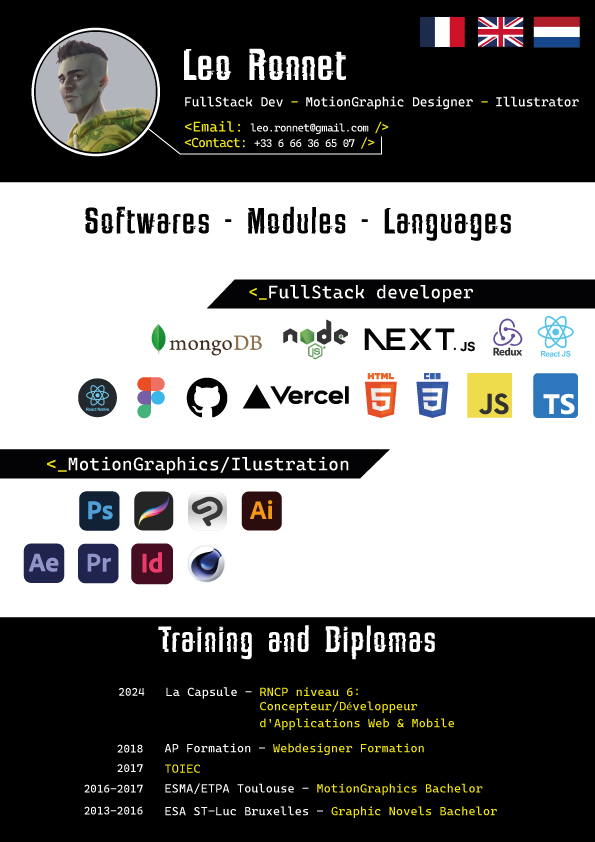 Leo Ronnet
FullStack Dev – MotionGraphic Designer – Illustrator
<Email: leo.ronnet@gmail.com />
<Contact: +33 6 66 36 65 07 />
Softwares - Modules - Languages
<_FullStack developer
mongoDB
node
JS
NEXT.JS
Redux
React JS
React Native
Vercel
HTML
5
CSS
3
JS
TS
<_MotionGraphics/Ilustration
Ps
Ai
Ae
Pr
Id
Training and Diplomas
2024 La Capsule – RNCP niveau 6:
Concepteur/Développeur
d'Applications Web & Mobile
2018 AP Formation – Webdesigner Formation
2017 TOIEC
2016-2017 ESMA/ETPA Toulouse – MotionGraphics Bachelor
2013-2016 ESA ST-Luc Bruxelles – Graphic Novels Bachelor